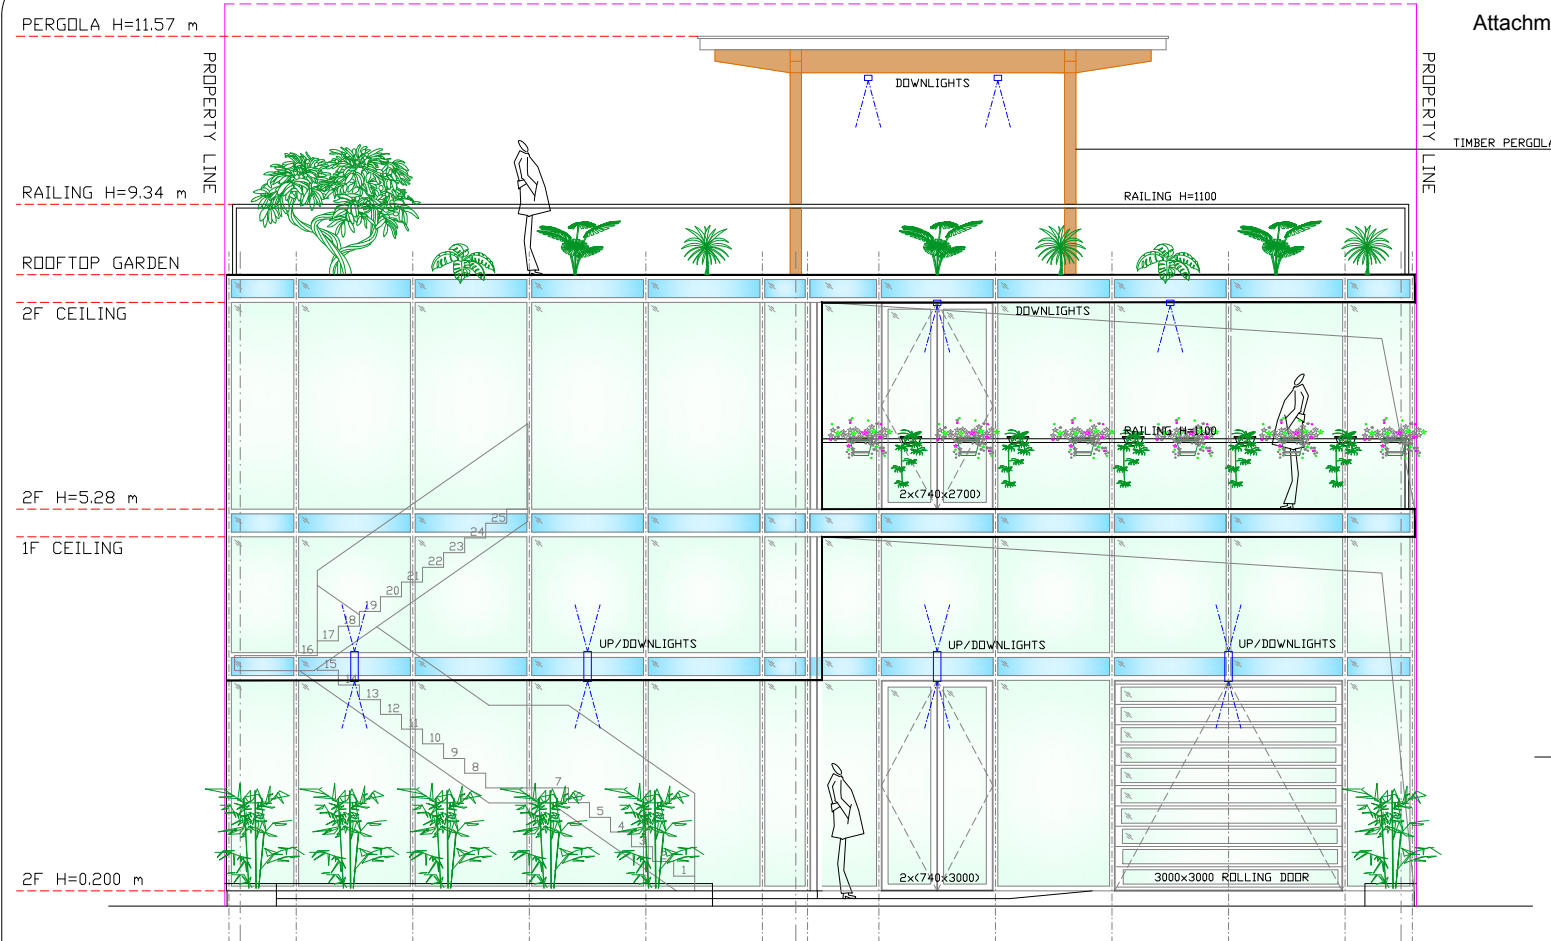 Attachm
PERGOLA H=11.57 m
PROPERTY LINE
PROPERTY LINE
DOWNLIGHTS
TIMBER PERGOLA
RAILING H=9.34 m
RAILING H=1100
ROOFTOP GARDEN
2F CEILING
DOWNLIGHTS
RAILING H=1100
2F H=5.28 m
2x(740x2700)
25
24
23
22
21
20
19
18
17
16
15
14
13
12
11
10
9
8
7
5
4
3
1
1F CEILING
UP/DOWNLIGHTS
UP/DOWNLIGHTS
UP/DOWNLIGHTS
2F H=0.200 m
2x(740x3000)
3000x3000 ROLLING DOOR